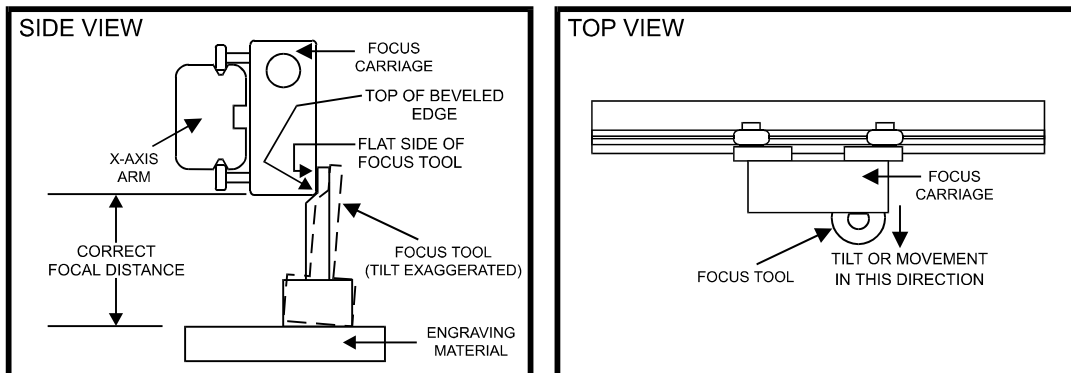 SIDE VIEW
FOCUS
CARRIAGE
TOP OF BEVELED
EDGE
FLAT SIDE OF
FOCUS TOOL
X-AXIS
ARM
CORRECT
FOCAL DISTANCE
FOCUS TOOL
(TILT EXAGGERATED)
ENGRAVING
MATERIAL
TOP VIEW
FOCUS
CARRIAGE
FOCUS TOOL
TILT OR MOVEMENT
IN THIS DIRECTION